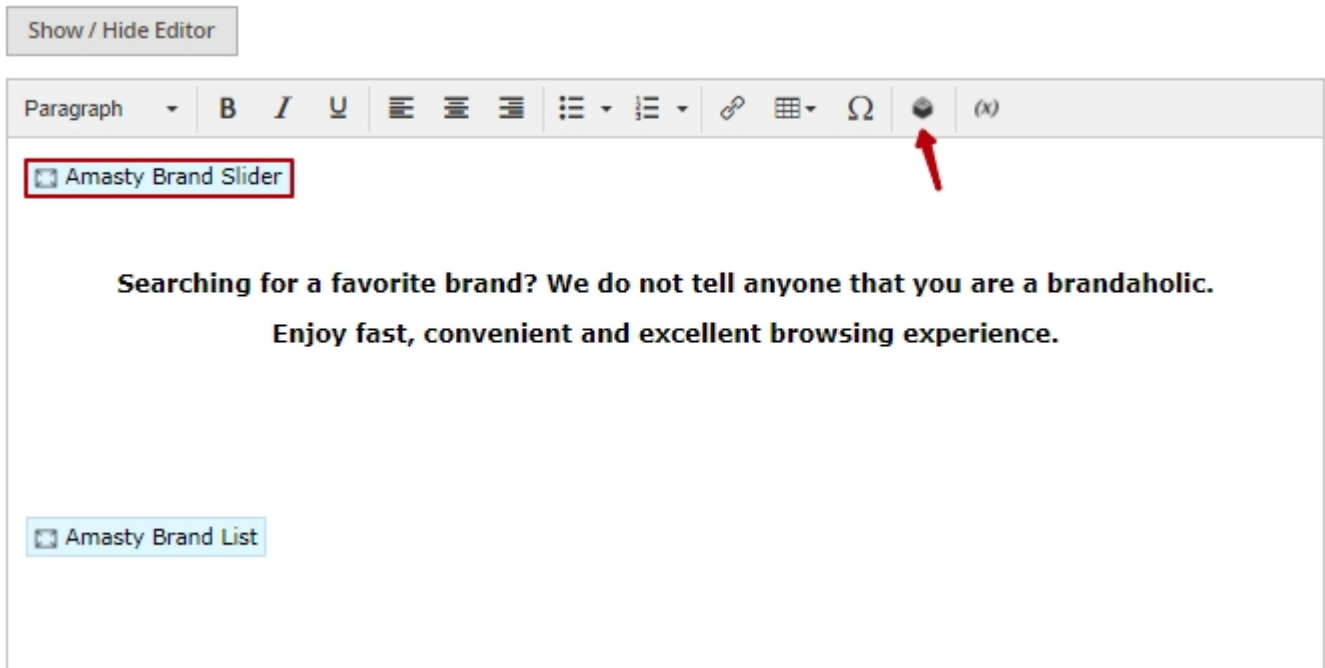 Show / Hide Editor
Paragraph B I U Ω (x)
Amasty Brand Slider
Searching for a favorite brand? We do not tell anyone that you are a brandaholic.
Enjoy fast, convenient and excellent browsing experience.
Amasty Brand List